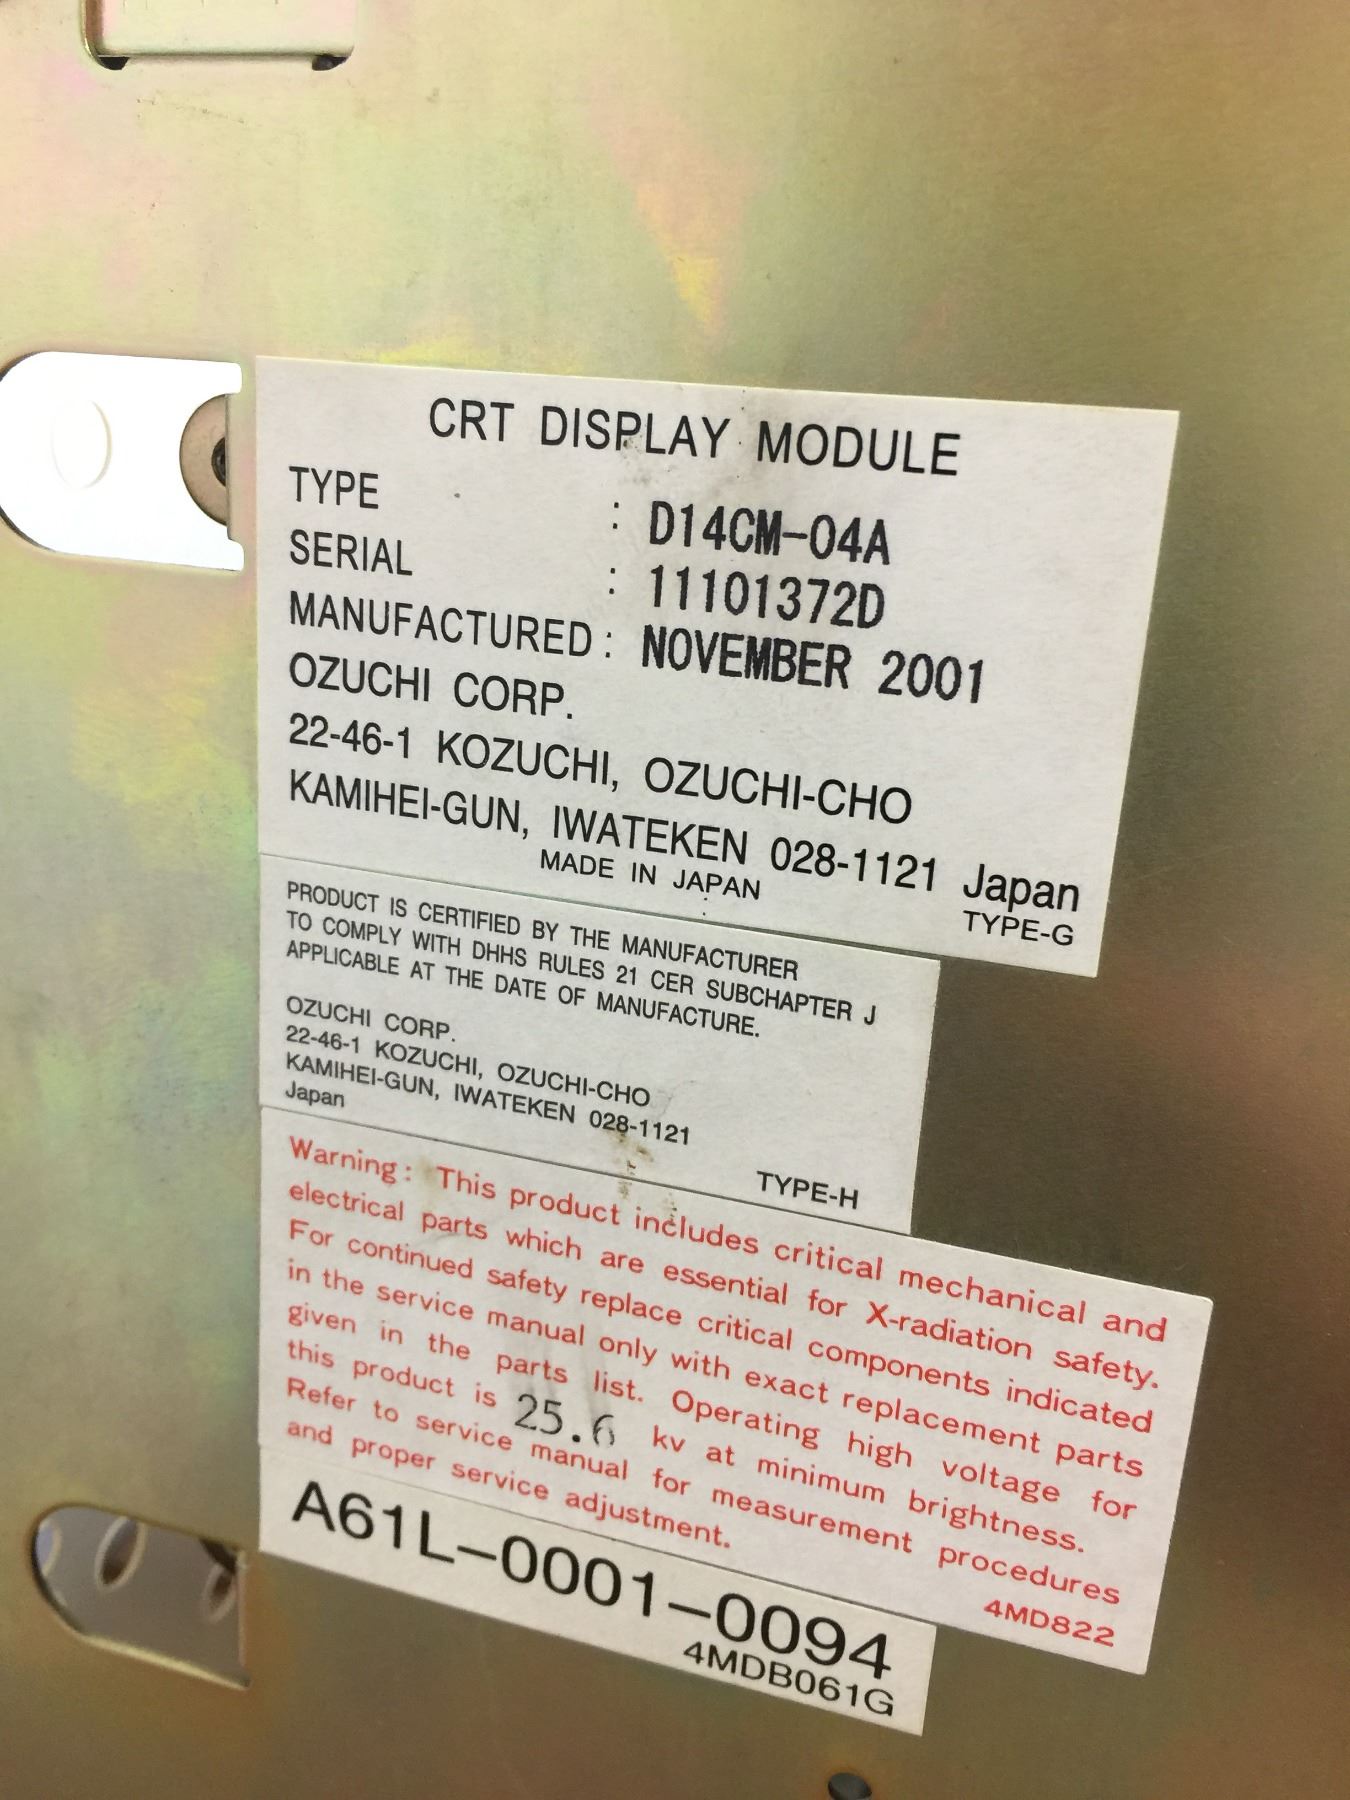 CRT DISPLAY MODULE
TYPE : D14CM-04A
SERIAL : 11101372D
MANUFACTURED : NOVEMBER 2001
OZUCHI CORP.
22-46-1 KOZUCHI, OZUCHI-CHO
KAMIHEI-GUN, IWATEKEN 028-1121 Japan
MADE IN JAPAN
TYPE-G
PRODUCT IS CERTIFIED BY THE MANUFACTURER
TO COMPLY WITH DHHS RULES 21 CER SUBCHAPTER J
APPLICABLE AT THE DATE OF MANUFACTURE.
OZUCHI CORP.
22-46-1 KOZUCHI, OZUCHI-CHO
KAMIHEI-GUN, IWATEKEN 028-1121
Japan
TYPE-H
Warning: This product includes critical mechanical and
electrical parts which are essential for X-radiation safety.
For continued safety replace critical components indicated
in the service manual only with exact replacement parts
given in the parts list. Operating high voltage for
this product is 25.6 kv at minimum brightness.
Refer to service manual for measurement procedures
and proper service adjustment.
4MD822
A61L-0001-0094
4MDB061G